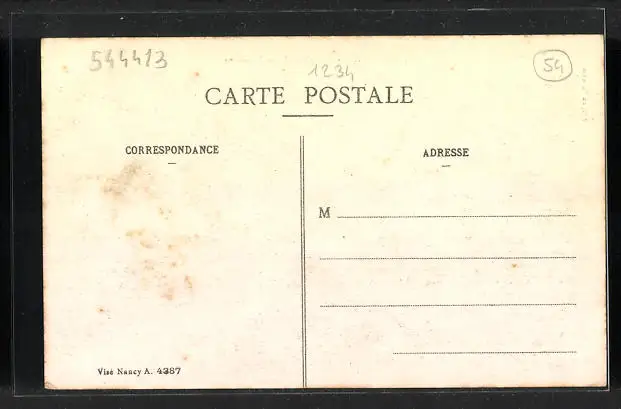 544413
1234
54
CARTE POSTALE
CORRESPONDANCE
ADRESSE
M
Visé Nancy A. 4387